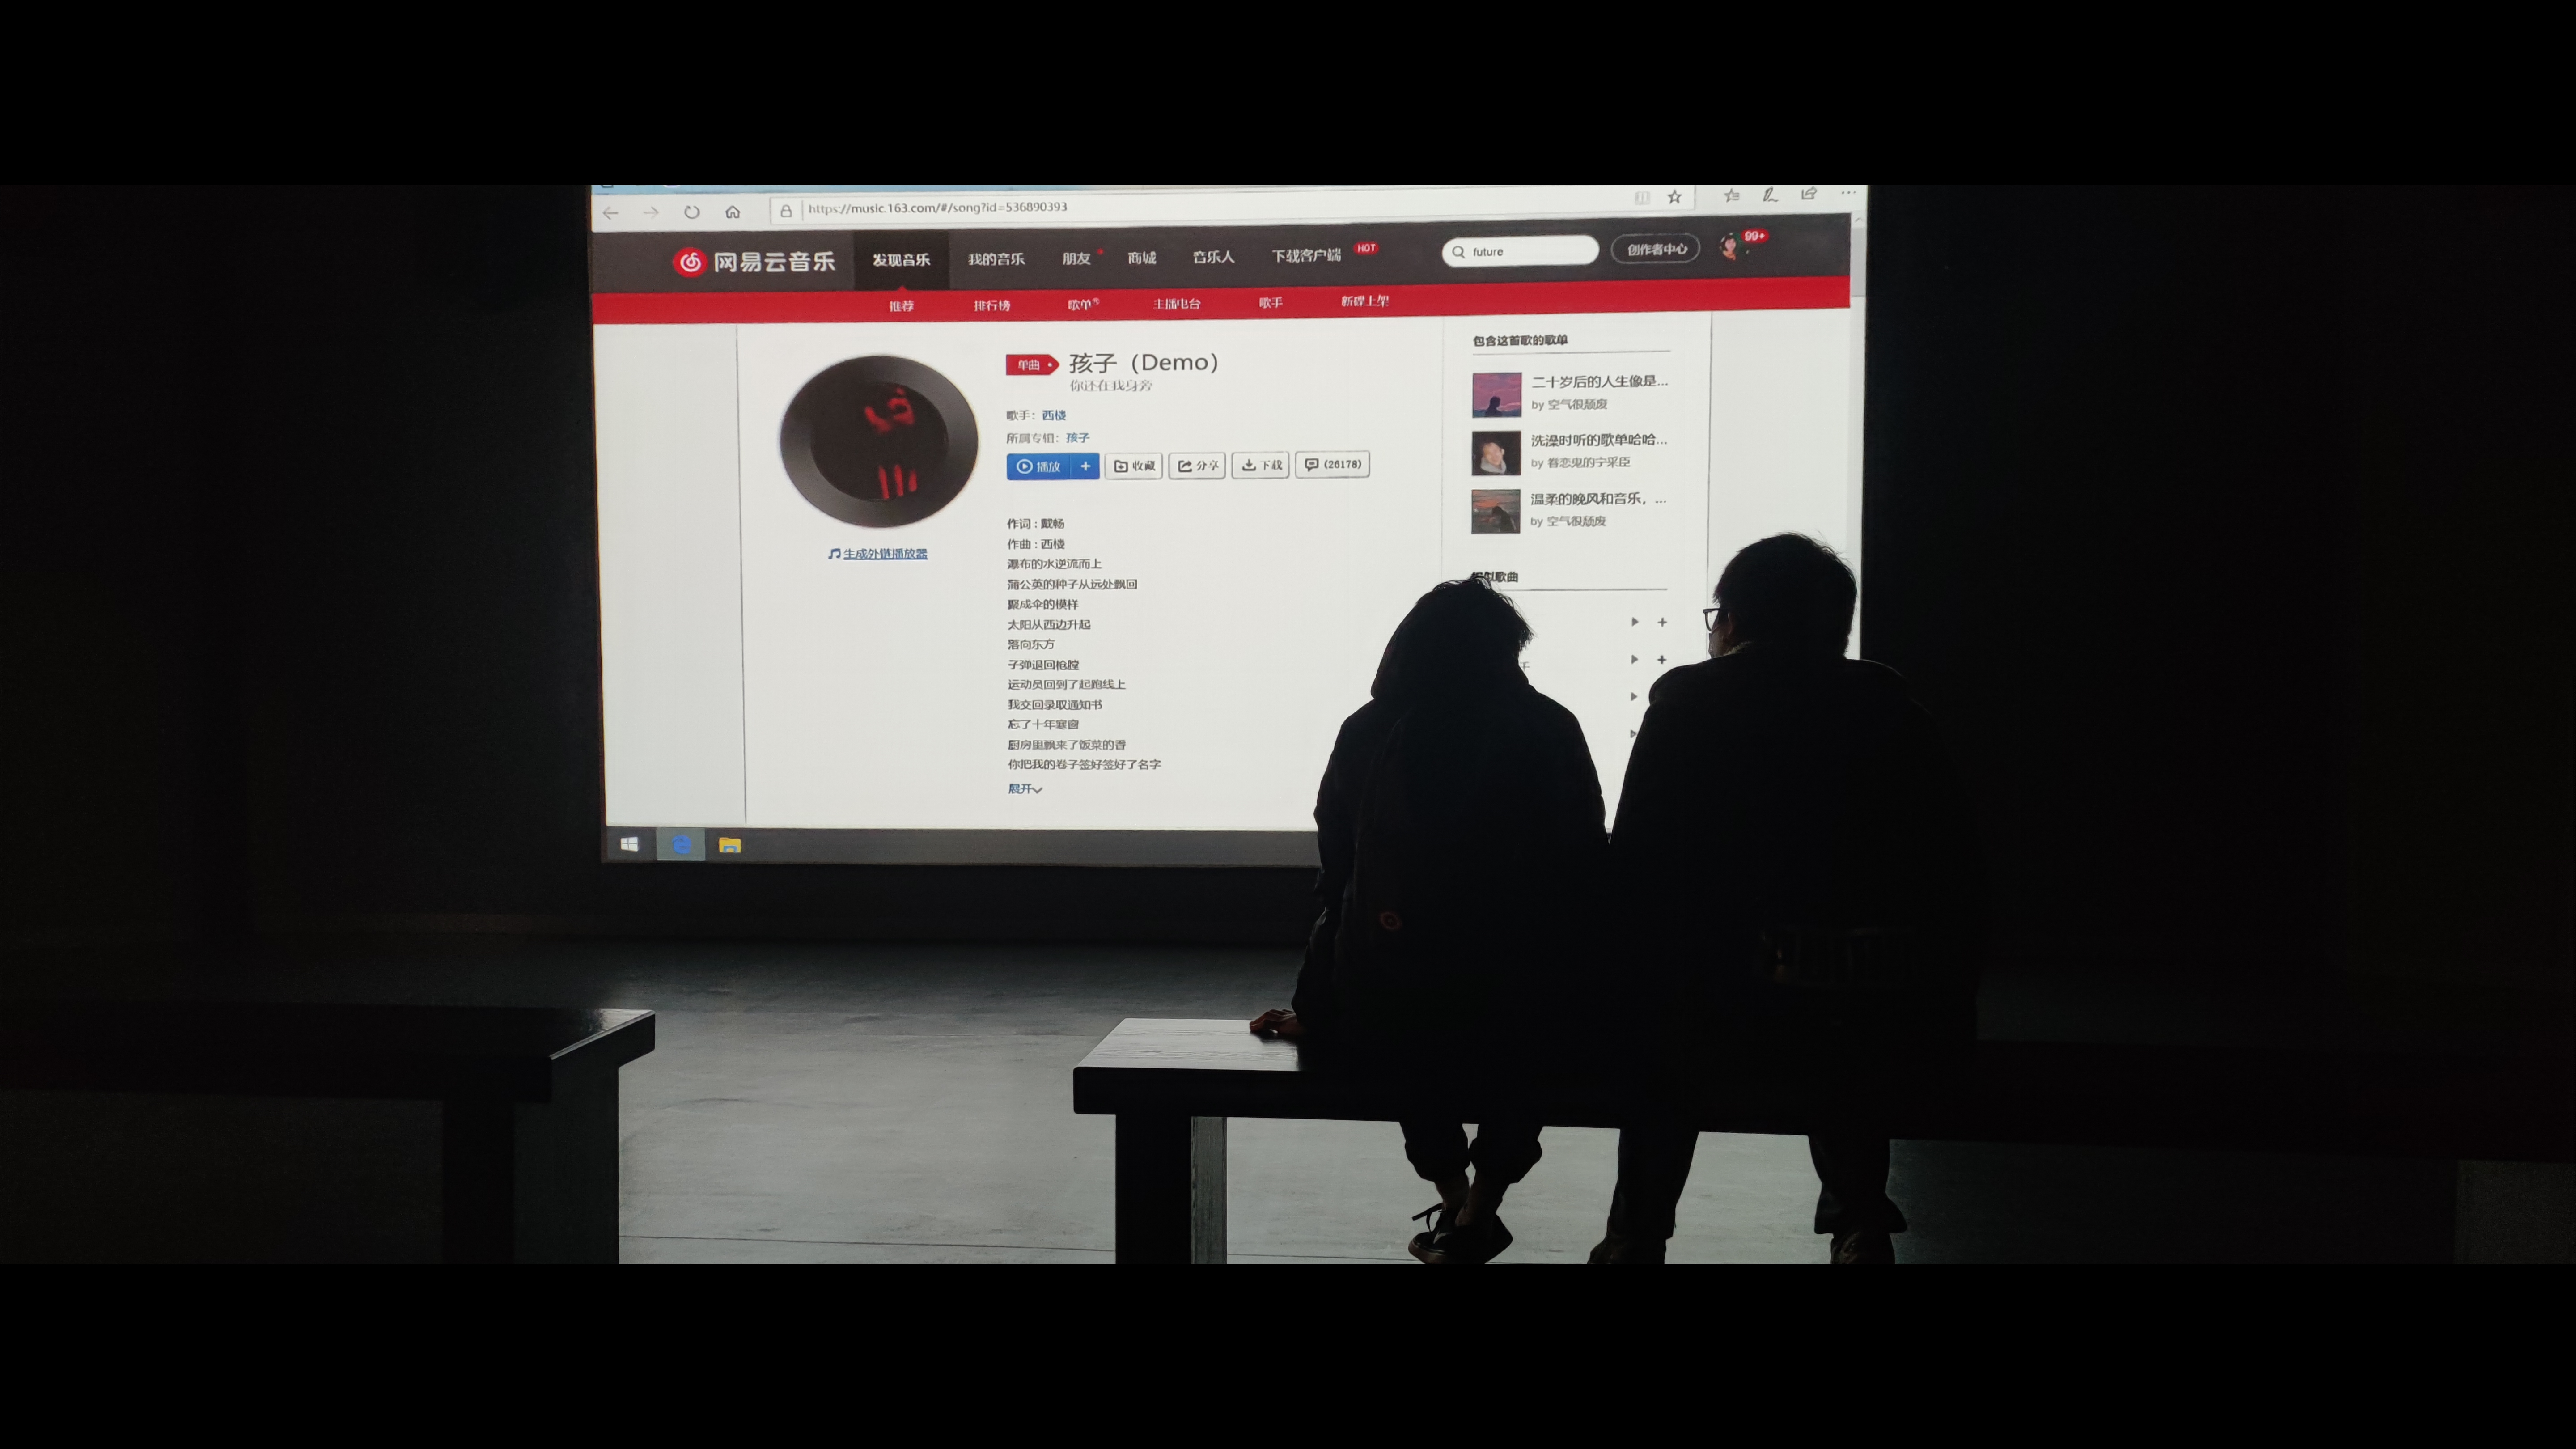 https://music.163.com/#/song?id=536890393
网易云音乐
发现音乐 我的音乐 朋友 商城 音乐人 下载客户端 HOT
future
创作者中心
99+
推荐 排行榜 歌单 主播电台 歌手 新碟上架
单曲
孩子（Demo）
你还在我身旁
歌手：西楼
所属专辑：孩子
播放 +
收藏
分享
下载
(26178)
生成外链播放器
作词 : 戴畅
作曲 : 西楼
瀑布的水逆流而上
蒲公英的种子从远处飘回
聚成伞的模样
太阳从西边升起
落向东方
子弹退回枪膛
运动员回到了起跑线上
我交回录取通知书
忘了十年寒窗
厨房里飘来了饭菜的香
你把我的卷子签好签好了名字
展开
包含这首歌的歌单
二十岁后的人生像是...
by 空气很颓废
洗澡时听的歌单哈哈...
by 眷恋鬼的宁采臣
温柔的晚风和音乐，...
by 空气很颓废
似歌曲